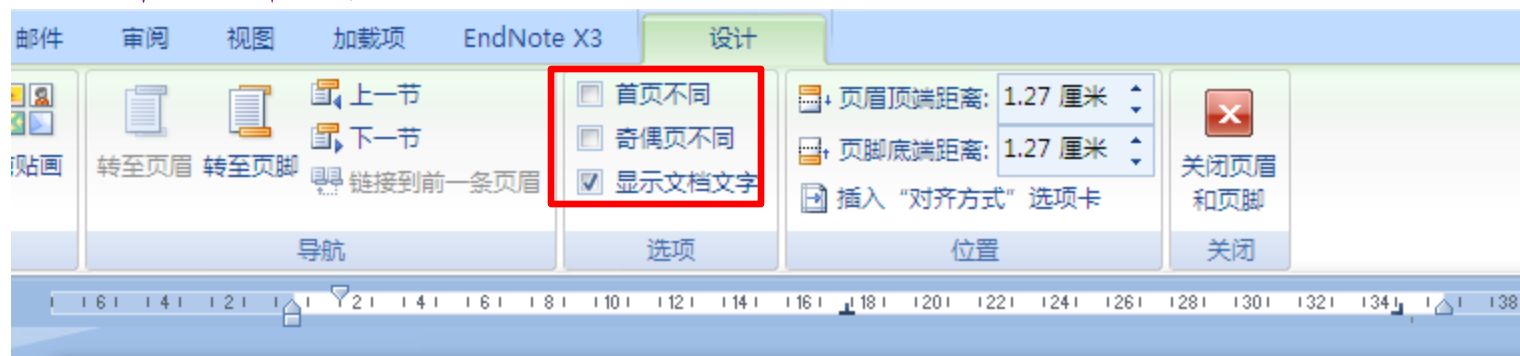 邮件 审阅 视图 加载项 EndNote X3 设计
上一节 首页不同 页眉顶端距离: 1.27 厘米
下一节 奇偶页不同 页脚底端距离: 1.27 厘米
贴画 转至页眉 转至页脚 链接到前一条页眉 显示文档文字 插入“对齐方式”选项卡 关闭页眉
和页脚
导航 选项 位置 关闭
6 4 2 2 4 6 8 10 12 14 16 18 20 22 24 26 28 30 32 34 38